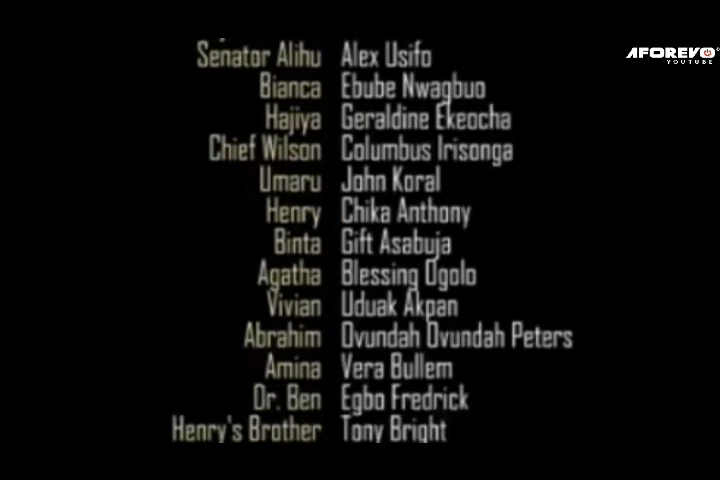 AFOREVO
YOUTUBE
Senator Alihu Alex Usifo
Bianca Ebube Nwagbuo
Hajiya Geraldine Ekeocha
Chief Wilson Columbus Irisonga
Umaru John Koral
Henry Chika Anthony
Binta Gift Asabuja
Agatha Blessing Ogolo
Vivian Uduak Akpan
Abrahim Ovundah Ovundah Peters
Amina Vera Bullem
Dr. Ben Egbo Fredrick
Henry's Brother Tony Bright